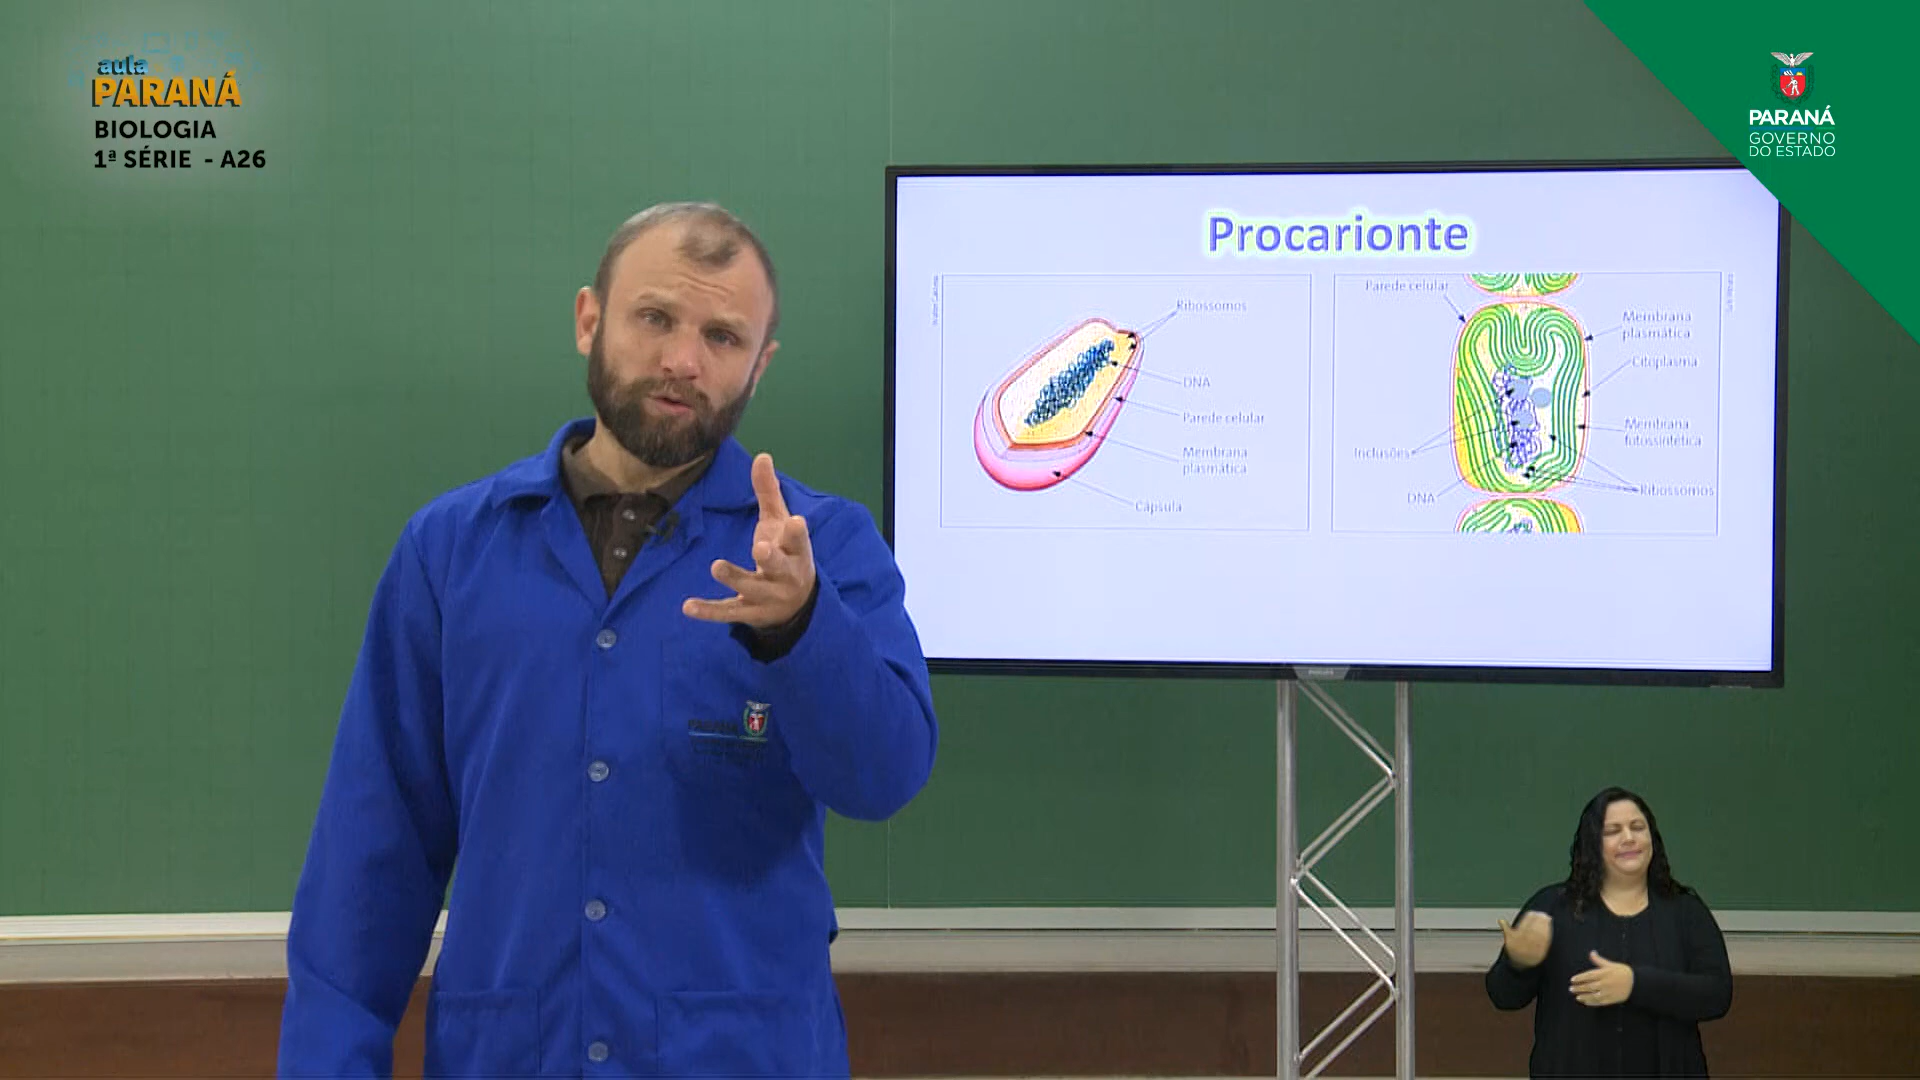 aula
PARANÁ
BIOLOGIA
1ª SÉRIE - A26
PARANÁ
GOVERNO
DO ESTADO
Procarionte
Ribossomos
DNA
Parede celular
Membrana
plasmática
Cápsula
Parede celular
Membrana
plasmática
Citoplasma
Membrana
fotossintética
Inclusões
DNA
Ribossomos
PARANÁ
PHILIPS